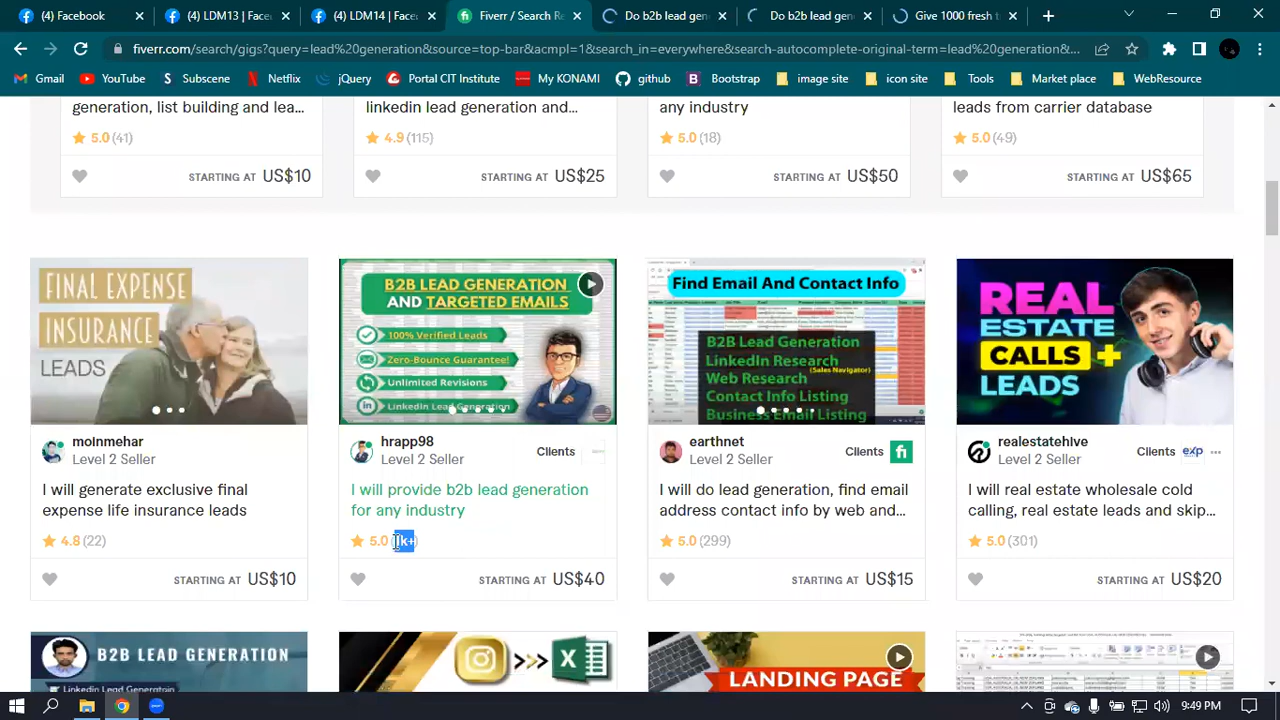 (4) LDM13 | Facel
(4) LDM14 | Facel
Fiverr / Search Re
Do b2b lead gen
Do b2b lead gen
Give 1000 fresh t
fiverr.com/search/gigs?query=lead%20generation&source=top-bar&acmpl=1&search_in=everywhere&search-autocomplete-original-term=lead%20generation&...
Gmail YouTube Subscene Netflix jQuery Portal CIT Institute My KONAMI github Bootstrap image site icon site Tools Market place WebResource
generation, list building and lea...
5.0 (41)
STARTING AT US$10
linkedin lead generation and...
4.9 (115)
STARTING AT US$25
any industry
5.0 (18)
STARTING AT US$50
leads from carrier database
5.0 (49)
STARTING AT US$65
FINAL EXPENSE
INSURANCE
LEADS
moinmehar
Level 2 Seller
I will generate exclusive final
expense life insurance leads
4.8 (22)
STARTING AT US$10
B2B LEAD GENERATION
AND TARGETED EMAILS
100% Verified Leads
Zero-Bounce Guarantee!
Unlimited Revisions
LinkedIn Lead Generation
hrapp98
Level 2 Seller
Clients
I will provide b2b lead generation
for any industry
5.0 (1k+)
STARTING AT US$40
Find Email And Contact Info
B2B Lead Generation
LinkedIn Research
(Sales Navigator)
Web Research
Contact Info Listing
Business Email Listing
earthnet
Level 2 Seller
Clients fi
I will do lead generation, find email
address contact info by web and...
5.0 (299)
STARTING AT US$15
REAL
ESTAT
CALLS +
LEADS
realestatehive
Level 2 Seller
Clients exp ...
I will real estate wholesale cold
calling, real estate leads and skip...
5.0 (301)
STARTING AT US$20
B2B LEAD GENERAT
Linkedin Lead Generatain
>>>
LANDING PAGE
9:49 PM